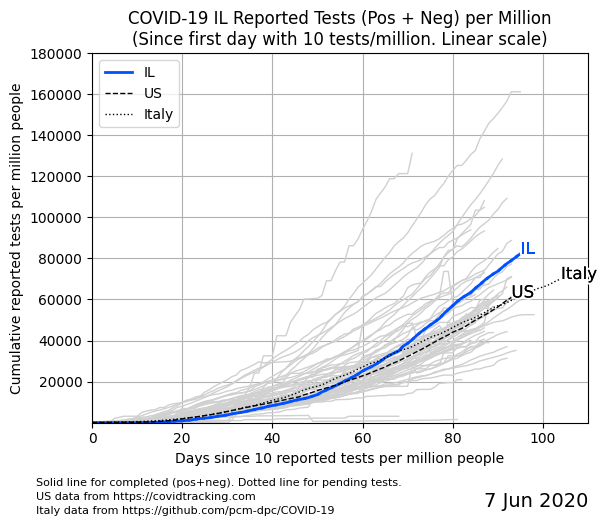 COVID-19 IL Reported Tests (Pos + Neg) per Million
(Since first day with 10 tests/million. Linear scale)
Cumulative reported tests per million people
180000
160000
140000
120000
100000
80000
60000
40000
20000
IL
US
Italy
IL
Italy
US
0 20 40 60 80 100
Days since 10 reported tests per million people
Solid line for completed (pos+neg). Dotted line for pending tests.
US data from https://covidtracking.com
Italy data from https://github.com/pcm-dpc/COVID-19
7 Jun 2020